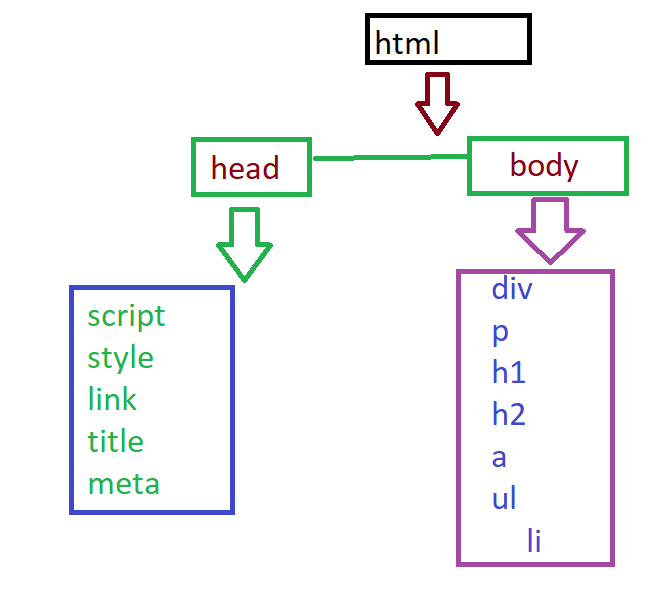 html
head
body
script
style
link
title
meta
div
p
h1
h2
a
ul
li